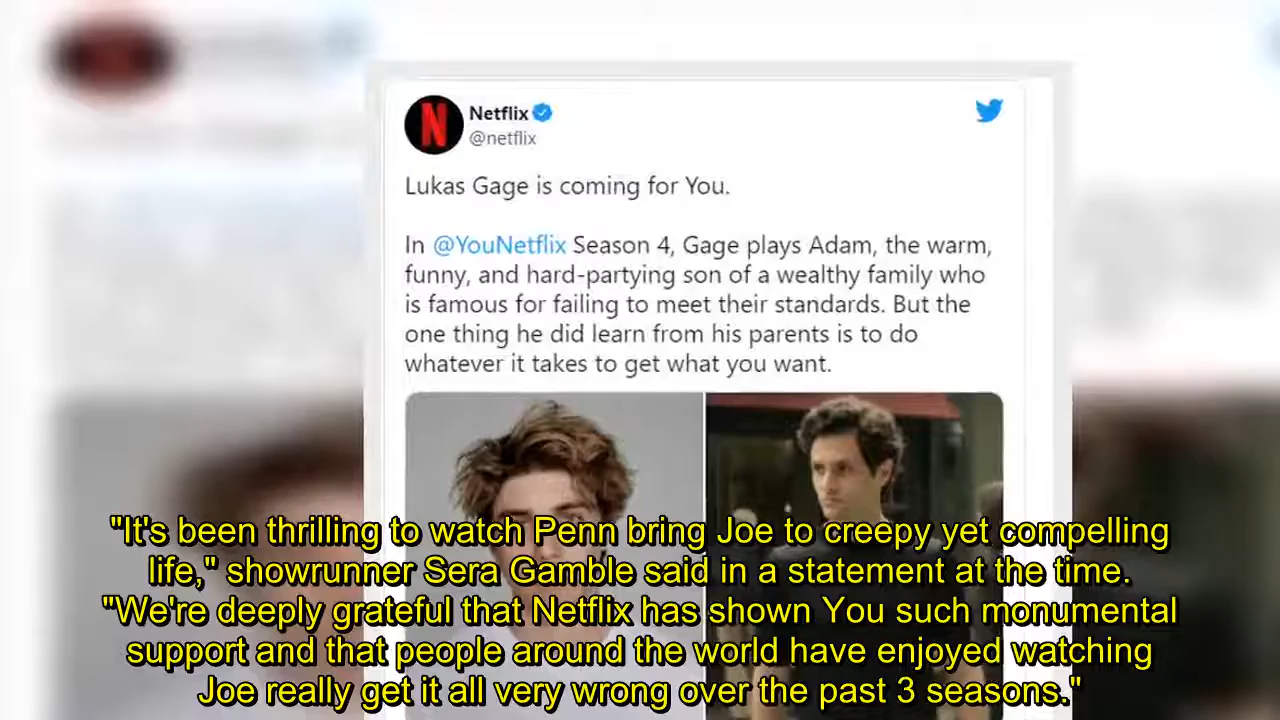 Netflix
@netflix
Lukas Gage is coming for You.
In @YouNetflix Season 4, Gage plays Adam, the warm,
funny, and hard-partying son of a wealthy family who
is famous for failing to meet their standards. But the
one thing he did learn from his parents is to do
whatever it takes to get what you want.
"It's been thrilling to watch Penn bring Joe to creepy yet compelling
life," showrunner Sera Gamble said in a statement at the time.
"We're deeply grateful that Netflix has shown You such monumental
support and that people around the world have enjoyed watching
Joe really get it all very wrong over the past 3 seasons."